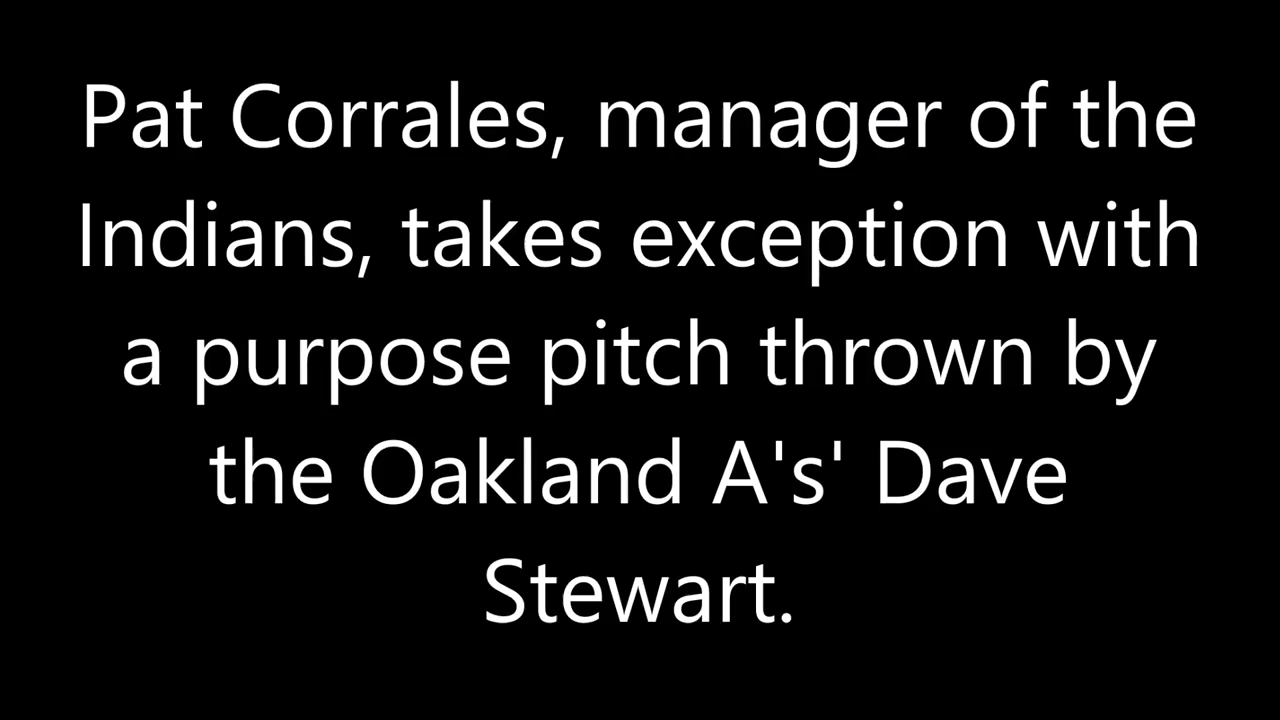 Pat Corrales, manager of the
Indians, takes exception with
a purpose pitch thrown by
the Oakland A's' Dave
Stewart.